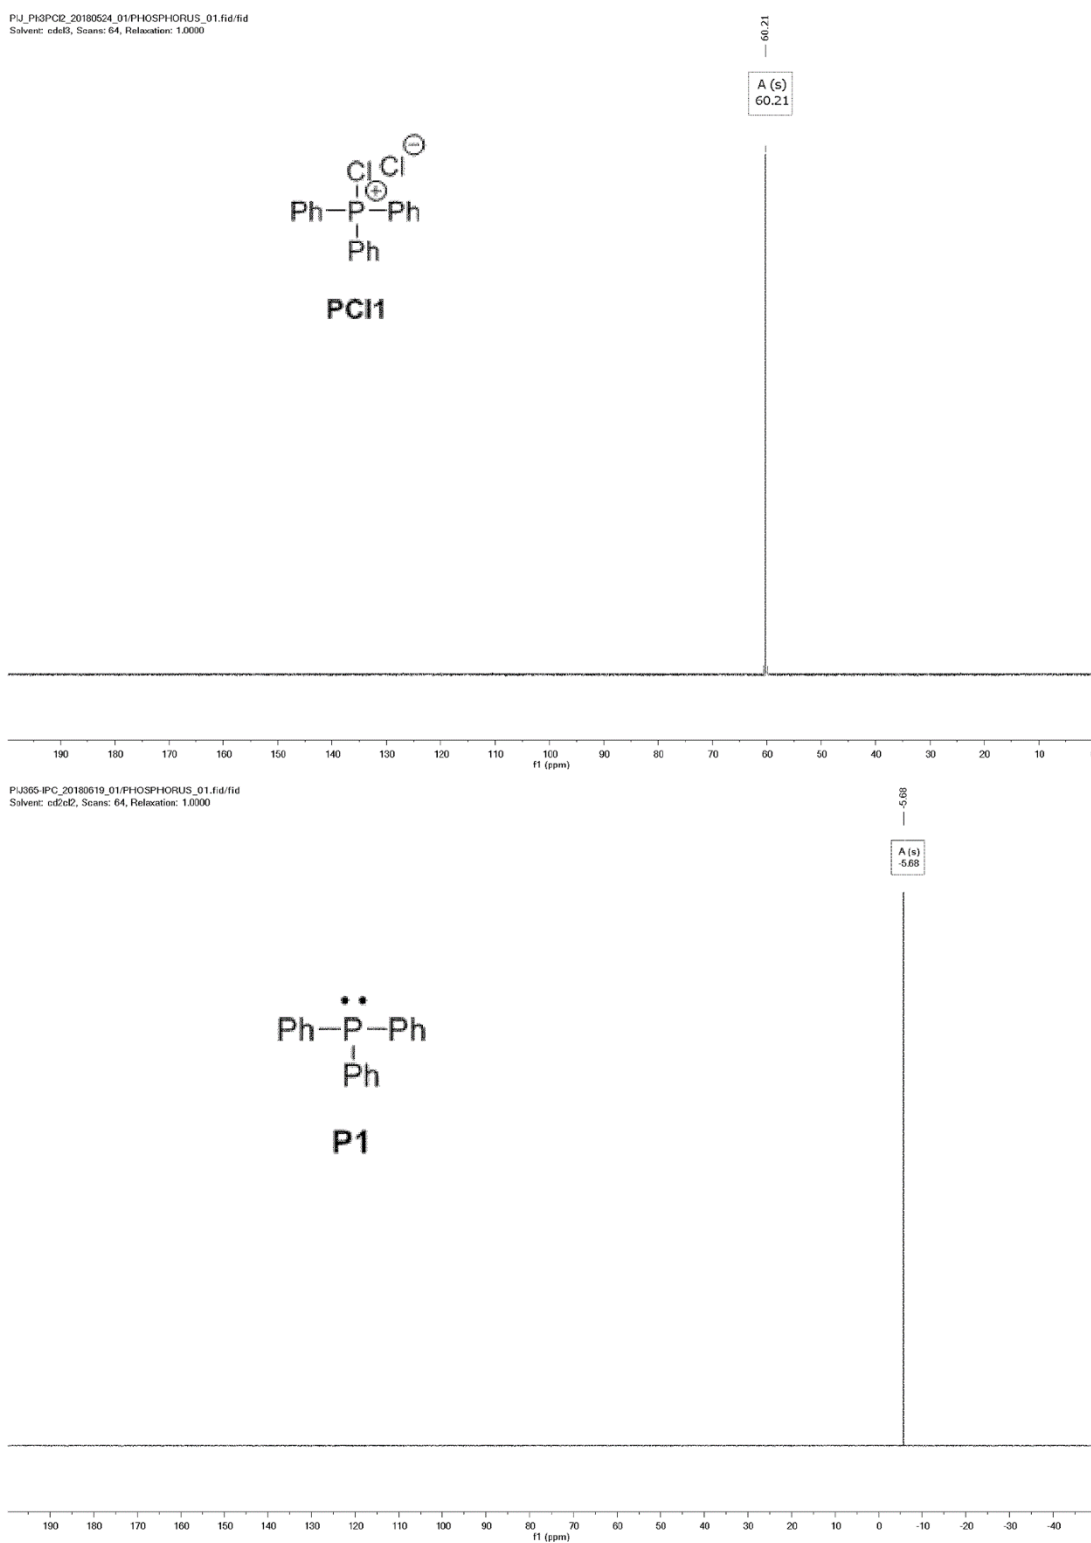 PIJ_Ph3PCl2_20180524_01/PHOSPHORUS_01.fid/fid
Solvent: cdcl3, Scans: 64, Relaxation: 1.0000
60.21
A (s)
60.21
Cl Cl −
+
Ph P Ph
Ph
PCl1
190 180 170 160 150 140 130 120 110 100 90 80 70 60 50 40 30 20 10
f1 (ppm)
PIJ365-IPC_20180619_01/PHOSPHORUS_01.fid/fid
Solvent: cd2cl2, Scans: 64, Relaxation: 1.0000
-5.68
A (s)
-5.68
Ph P Ph
Ph
P1
190 180 170 160 150 140 130 120 110 100 90 80 70 60 50 40 30 20 10 0 -10 -20 -30 -40
f1 (ppm)